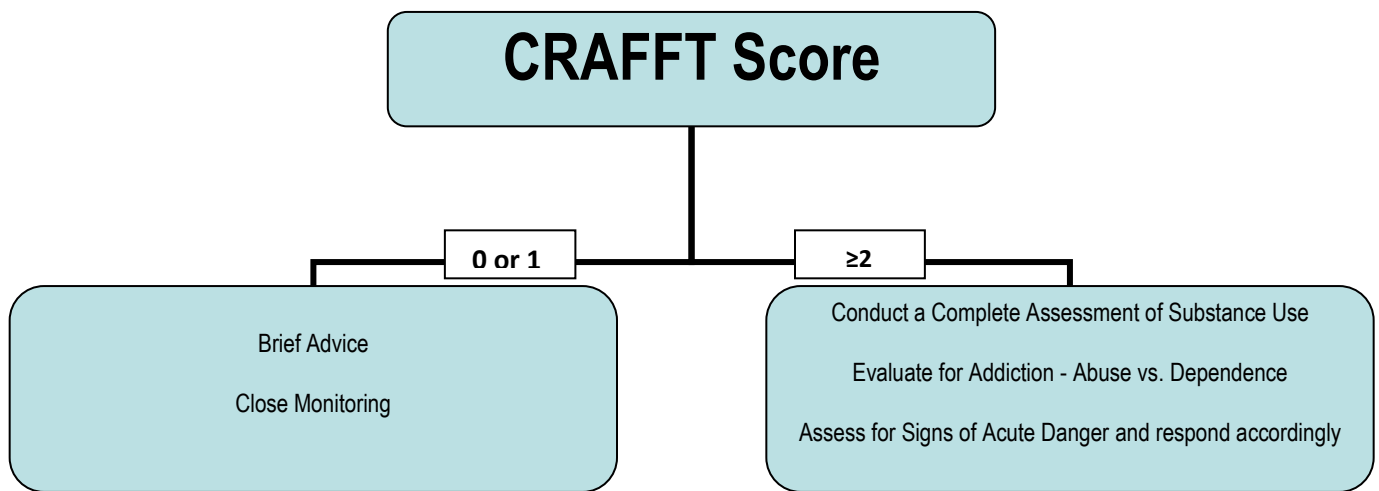 CRAFFT Score
0 or 1
≥2
Brief Advice
Close Monitoring
Conduct a Complete Assessment of Substance Use
Evaluate for Addiction - Abuse vs. Dependence
Assess for Signs of Acute Danger and respond accordingly